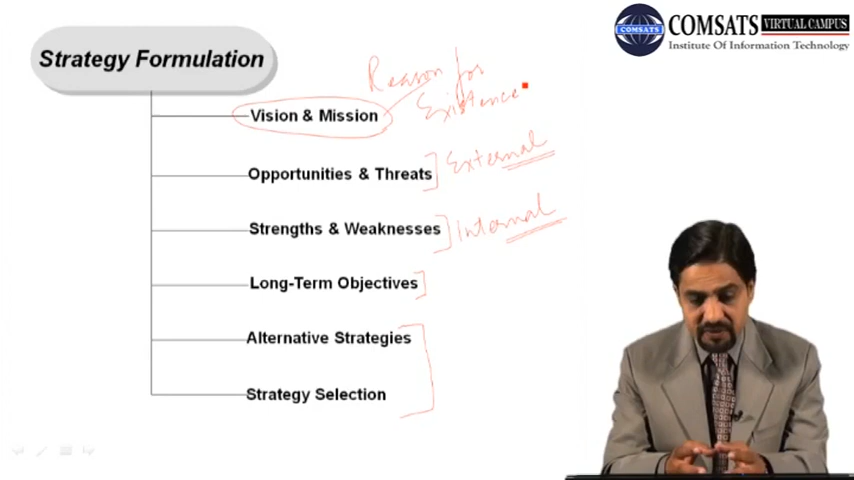 COMSATS VIRTUAL CAMPUS
COMSATS
Institute Of Information Technology
Strategy Formulation
Reason for
Existence
Vision & Mission
Opportunities & Threats
External
Strengths & Weaknesses
Internal
Long-Term Objectives
Alternative Strategies
Strategy Selection